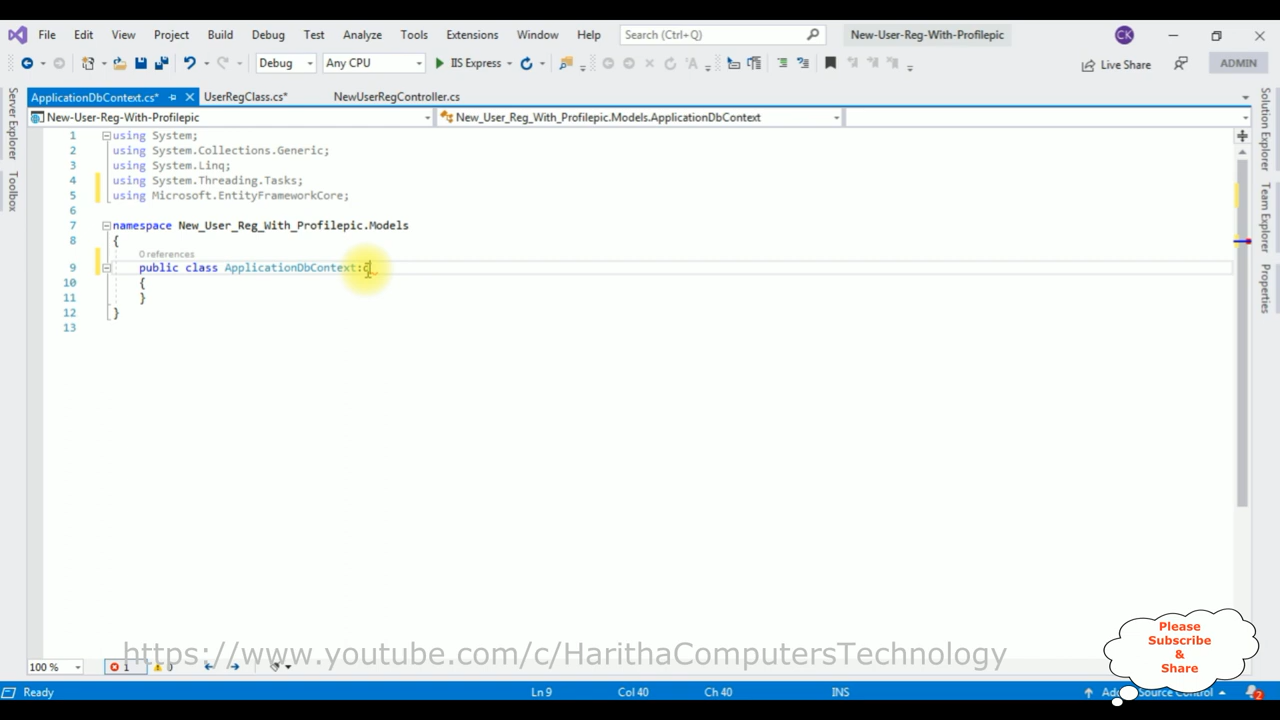 File Edit View Project Build Debug Test Analyze Tools Extensions Window Help Search (Ctrl+Q) New-User-Reg-With-Profilepic CK
Debug Any CPU IIS Express Live Share ADMIN
ApplicationDbContext.cs* UserRegClass.cs* NewUserRegController.cs
New-User-Reg-With-Profilepic New_User_Reg_With_Profilepic.Models.ApplicationDbContext
Server Explorer
Toolbox
1 using System;
2 using System.Collections.Generic;
3 using System.Linq;
4 using System.Threading.Tasks;
5 using Microsoft.EntityFrameworkCore;
6
7 namespace New_User_Reg_With_Profilepic.Models
8 {
0 references
9 public class ApplicationDbContext:
10 {
11 }
12 }
13
Solution Explorer
Team Explorer
Properties
Please
Subscribe
&
Share
https://www.youtube.com/c/HarithaComputersTechnology
100 % 1 0
Ready Ln 9 Col 40 Ch 40 INS Source Control 2